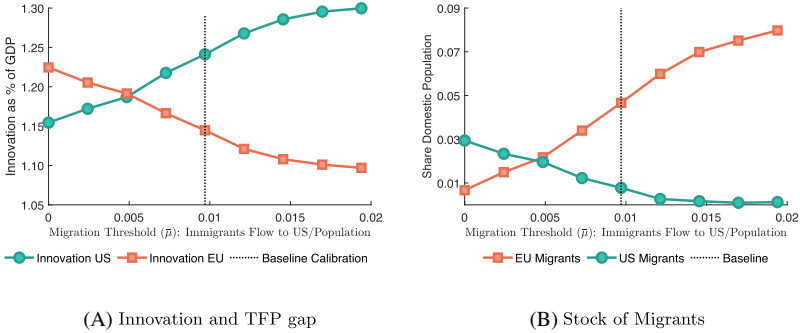 1.30
1.25
1.20
1.15
1.10
1.05
Innovation as % of GDP
0 0.005 0.01 0.015 0.02
Migration Threshold (μ̄): Immigrants Flow to US/Population
Innovation US Innovation EU Baseline Calibration
(A) Innovation and TFP gap
0.09
0.07
0.05
0.03
0.01
Share Domestic Population
0 0.005 0.01 0.015 0.02
Migration Threshold (μ̄): Immigrants Flow to US/Population
EU Migrants US Migrants Baseline
(B) Stock of Migrants